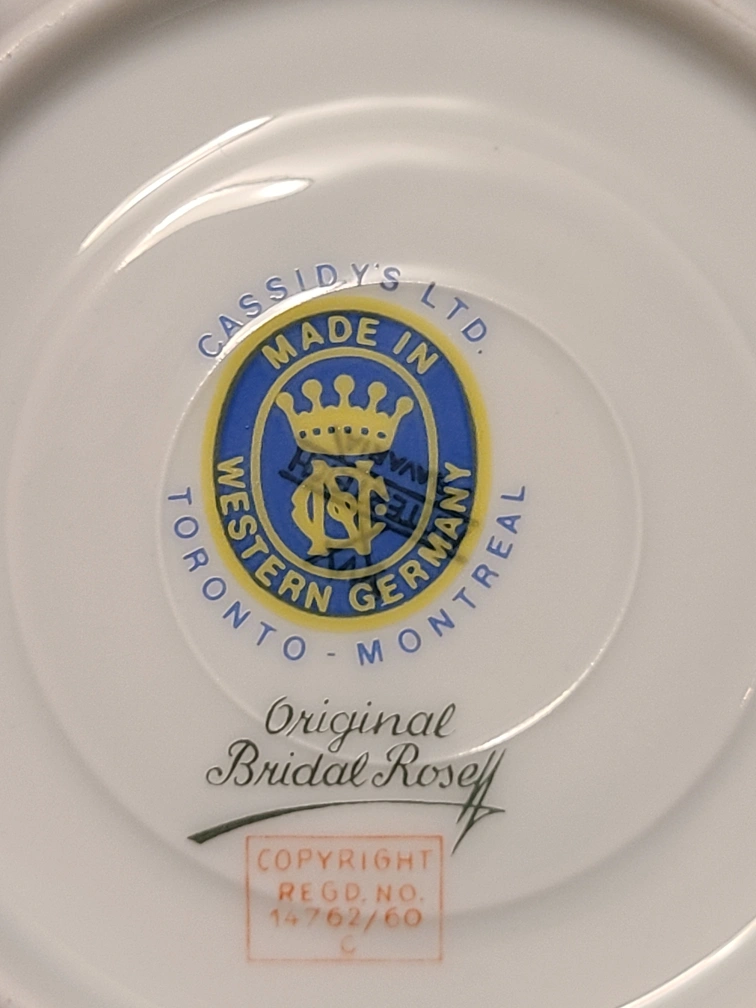 CASSIDY'S LTD.
MADE IN
WESTERN GERMANY
TORONTO - MONTREAL
Original
Bridal Rose
COPYRIGHT
REGD. NO.
14762/60
C